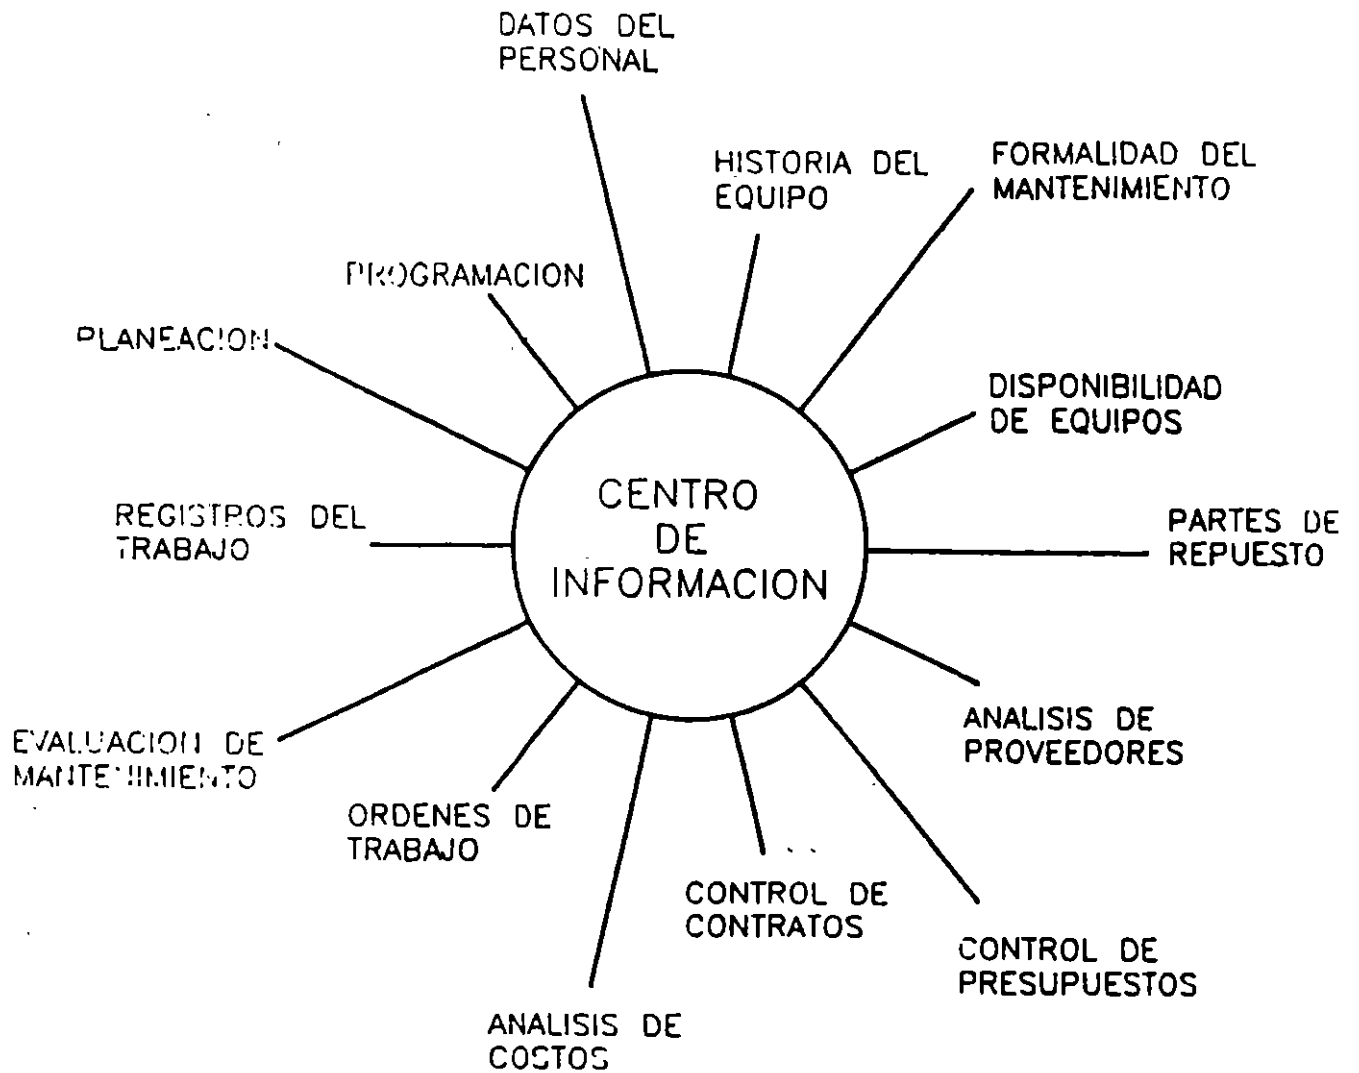 DATOS DEL
PERSONAL
HISTORIA DEL
EQUIPO
FORMALIDAD DEL
MANTENIMIENTO
PROGRAMACION
PLANEACION
DISPONIBILIDAD
DE EQUIPOS
CENTRO
DE
INFORMACION
REGISTROS DEL
TRABAJO
PARTES DE
REPUESTO
EVALUACION DE
MANTENIMIENTO
ANALISIS DE
PROVEEDORES
ORDENES DE
TRABAJO
CONTROL DE
CONTRATOS
CONTROL DE
PRESUPUESTOS
ANALISIS DE
COSTOS